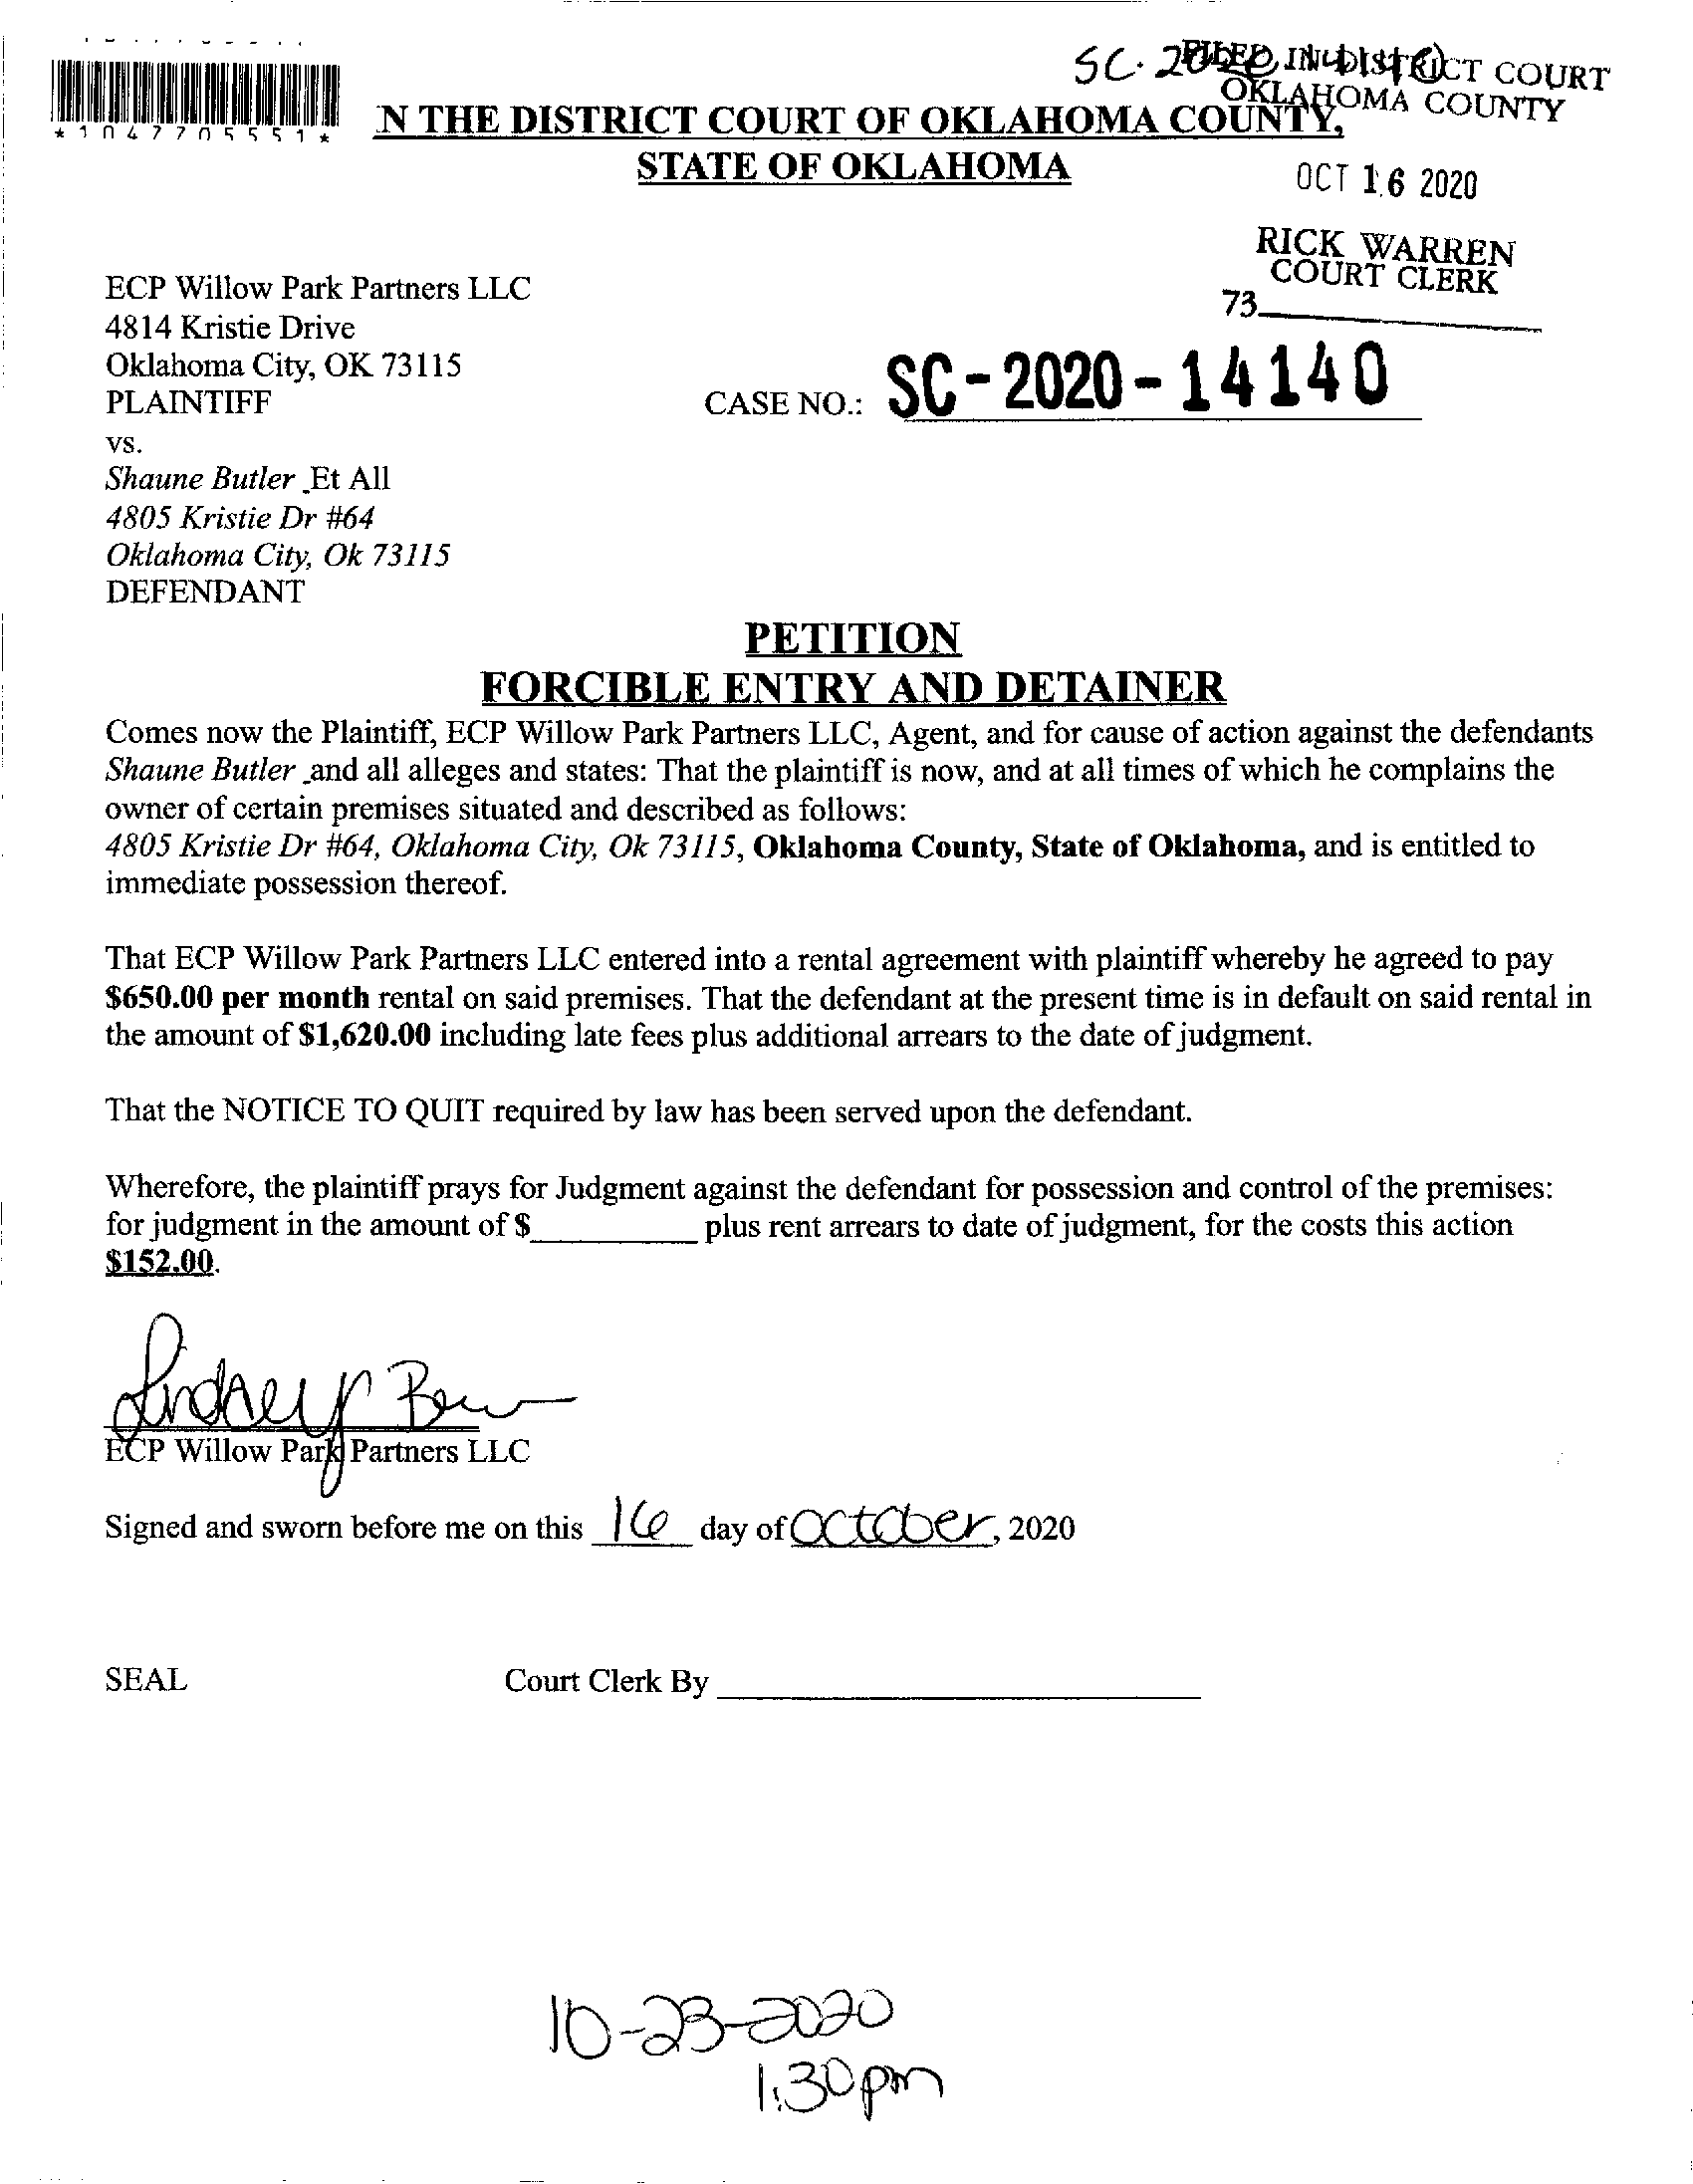 FILED IN DISTRICT COURT
OKLAHOMA COUNTY
*1047705551*
N THE DISTRICT COURT OF OKLAHOMA COUNTY,
STATE OF OKLAHOMA
OCT 16 2020
RICK WARREN
COURT CLERK
73
ECP Willow Park Partners LLC
4814 Kristie Drive
Oklahoma City, OK 73115
PLAINTIFF
CASE NO.: SC-2020-14140
vs.
Shaune Butler Et All
4805 Kristie Dr #64
Oklahoma City, Ok 73115
DEFENDANT
PETITION
FORCIBLE ENTRY AND DETAINER
Comes now the Plaintiff, ECP Willow Park Partners LLC, Agent, and for cause of action against the defendants
Shaune Butler and all alleges and states: That the plaintiff is now, and at all times of which he complains the
owner of certain premises situated and described as follows:
4805 Kristie Dr #64, Oklahoma City, Ok 73115, Oklahoma County, State of Oklahoma, and is entitled to
immediate possession thereof.
That ECP Willow Park Partners LLC entered into a rental agreement with plaintiff whereby he agreed to pay
$650.00 per month rental on said premises. That the defendant at the present time is in default on said rental in
the amount of $1,620.00 including late fees plus additional arrears to the date of judgment.
That the NOTICE TO QUIT required by law has been served upon the defendant.
Wherefore, the plaintiff prays for Judgment against the defendant for possession and control of the premises:
for judgment in the amount of $__________ plus rent arrears to date of judgment, for the costs this action
$152.00.
Lindsey
ECP Willow Park Partners LLC
Signed and sworn before me on this 16 day of October, 2020
SEAL
Court Clerk By
10-23-2020
1:30pm